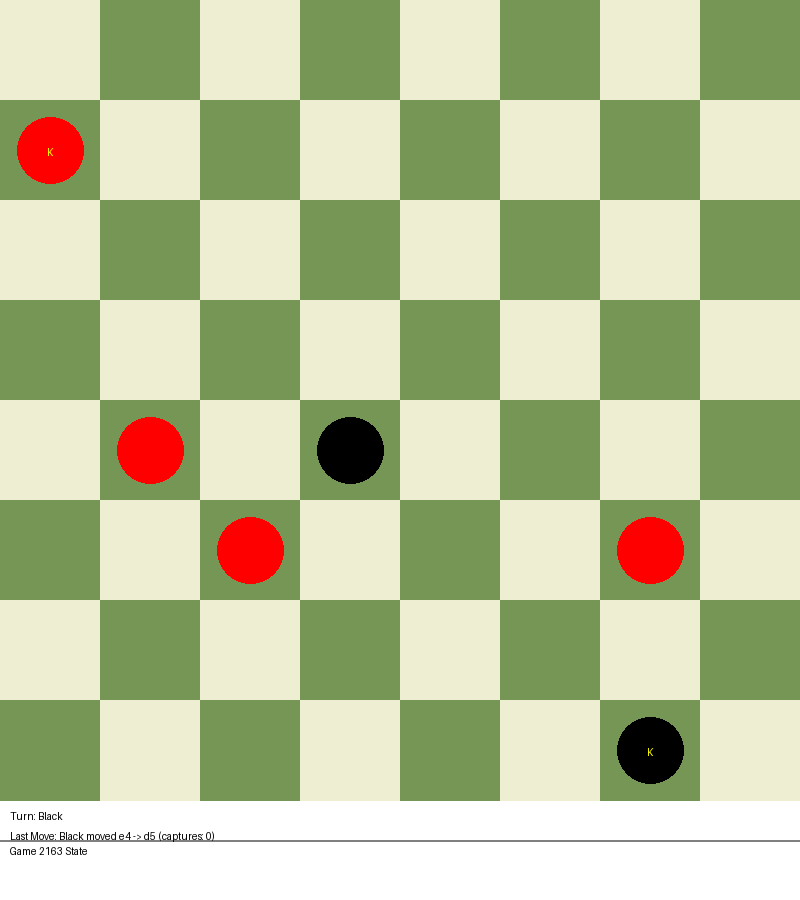 K
K
Turn: Black
Last Move: Black moved e4 -> d5 (captures: 0)
Game 2163 State